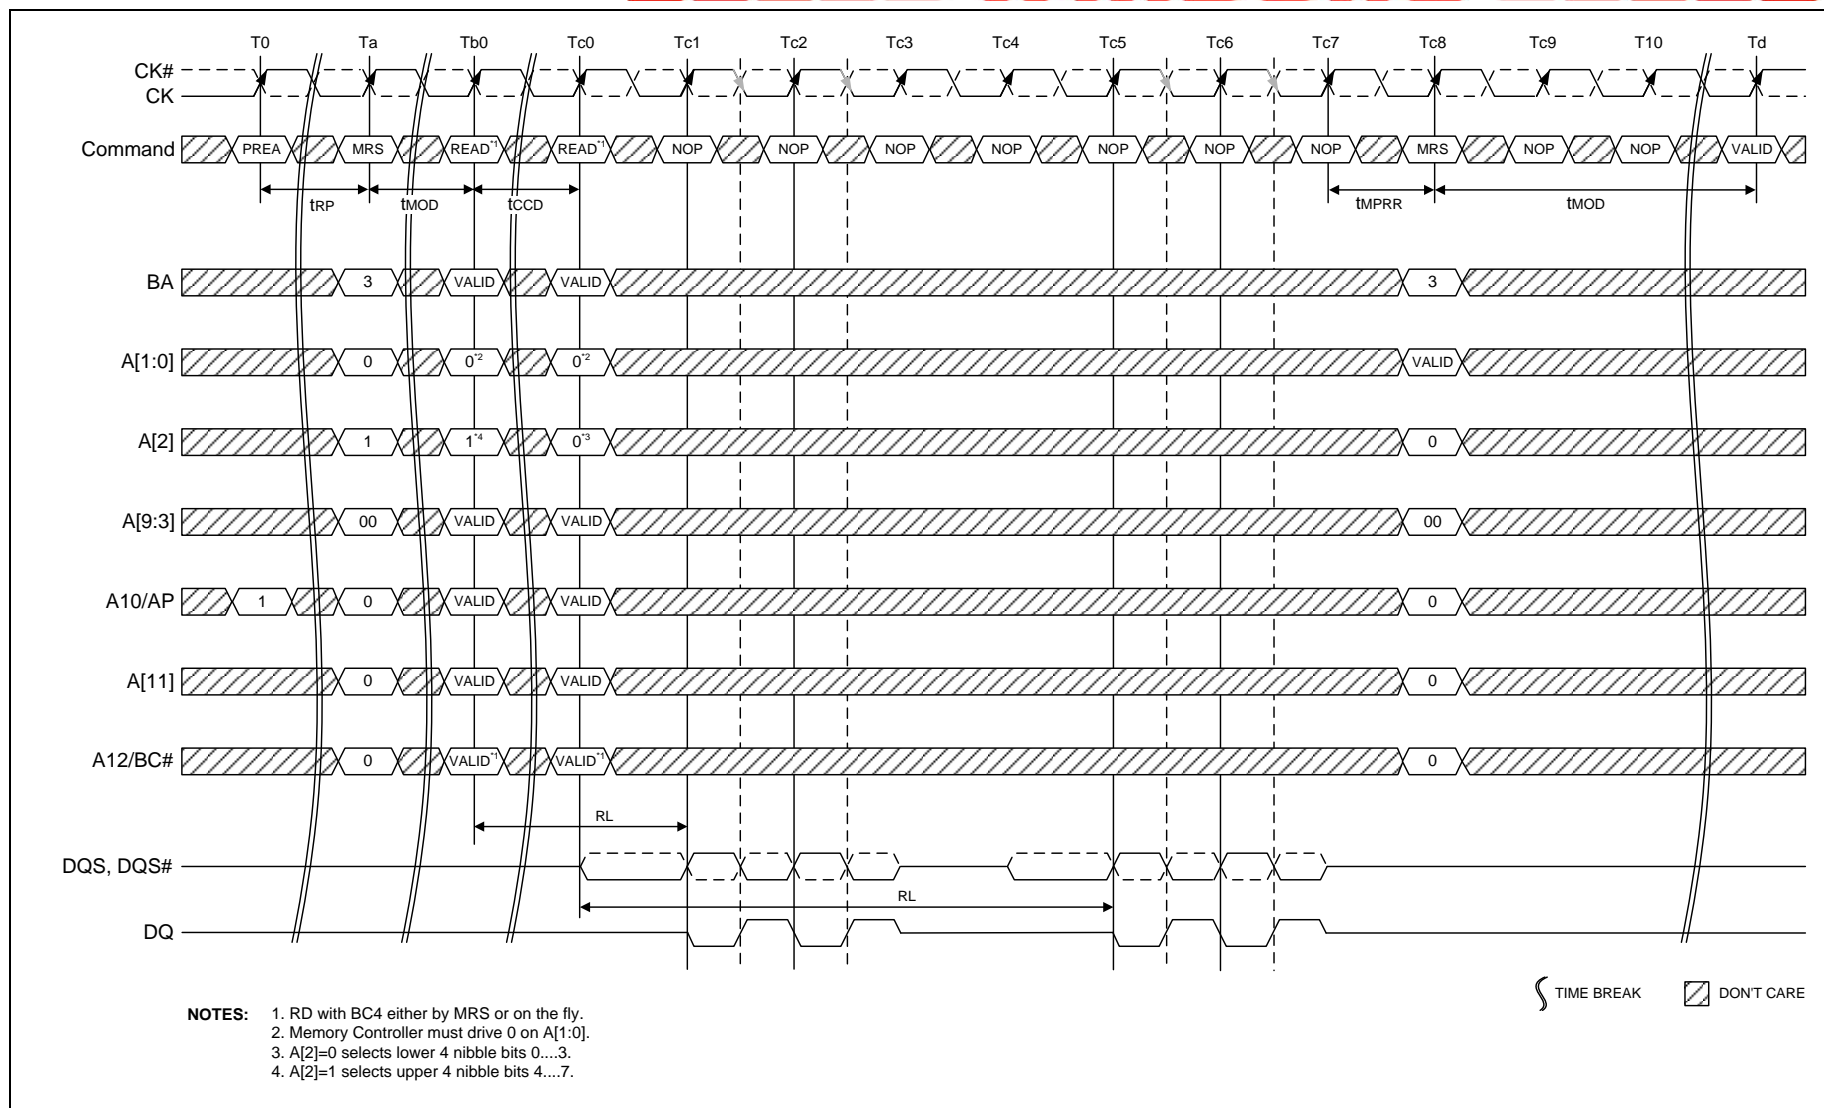 T0 Ta Tb0 Tc0 Tc1 Tc2 Tc3 Tc4 Tc5 Tc6 Tc7 Tc8 Tc9 T10 Td
CK#
CK
Command PREA MRS READ*1 READ*1 NOP NOP NOP NOP NOP NOP NOP MRS NOP NOP VALID
tRP tMOD tCCD tMPRR tMOD
BA 3 VALID VALID 3
A[1:0] 0 0*2 0*2 VALID
A[2] 1 1*4 0*3 0
A[9:3] 00 VALID VALID 00
A10/AP 1 0 VALID VALID 0
A[11] 0 VALID VALID 0
A12/BC# 0 VALID*1 VALID*1 0
RL
DQS, DQS#
RL
DQ
TIME BREAK DON'T CARE
NOTES: 1. RD with BC4 either by MRS or on the fly.
2. Memory Controller must drive 0 on A[1:0].
3. A[2]=0 selects lower 4 nibble bits 0....3.
4. A[2]=1 selects upper 4 nibble bits 4....7.